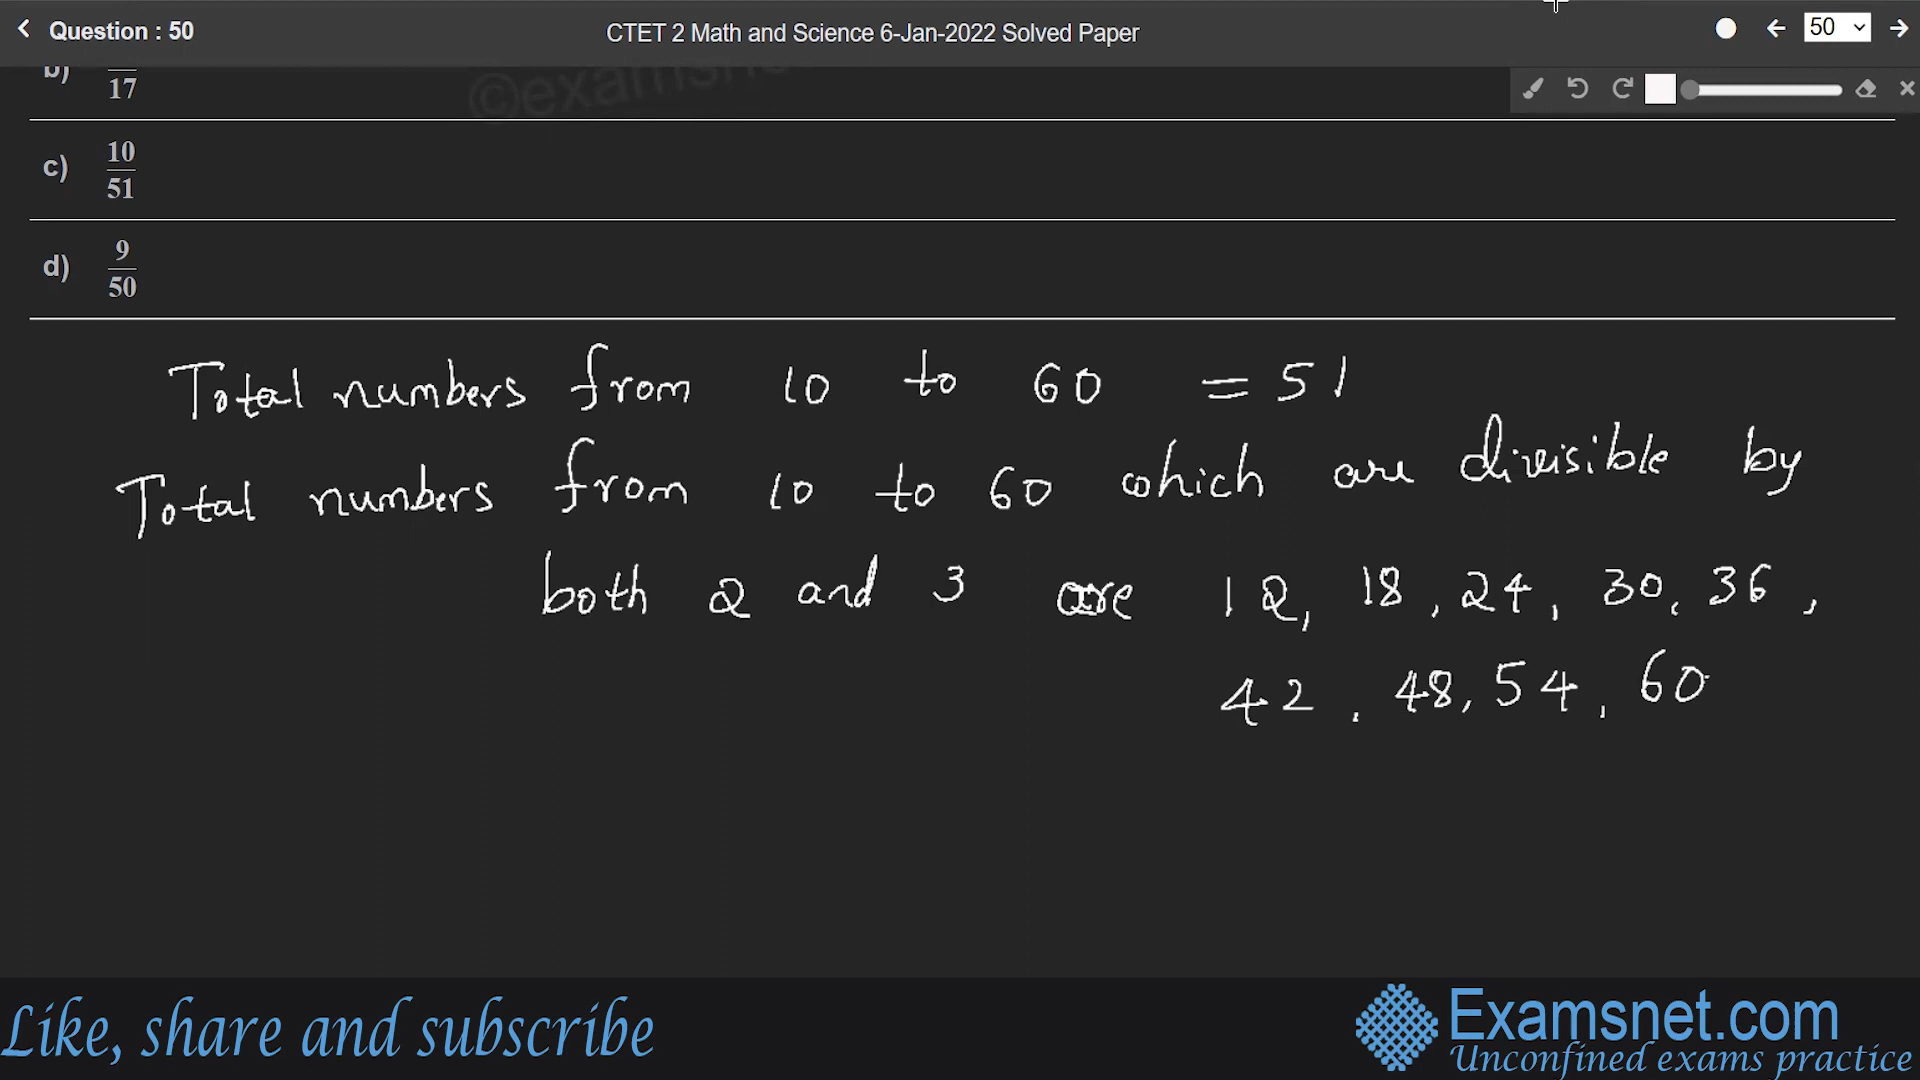 Question : 50
CTET 2 Math and Science 6-Jan-2022 Solved Paper
50
©examsnet
b)
17
c) 10/51
d) 9/50
Total numbers from 10 to 60 = 51
Total numbers from 10 to 60 which are divisible by
both 2 and 3 are 12, 18, 24, 30, 36,
42, 48, 54, 60
Like, share and subscribe
Examsnet.com
Unconfined exams practice